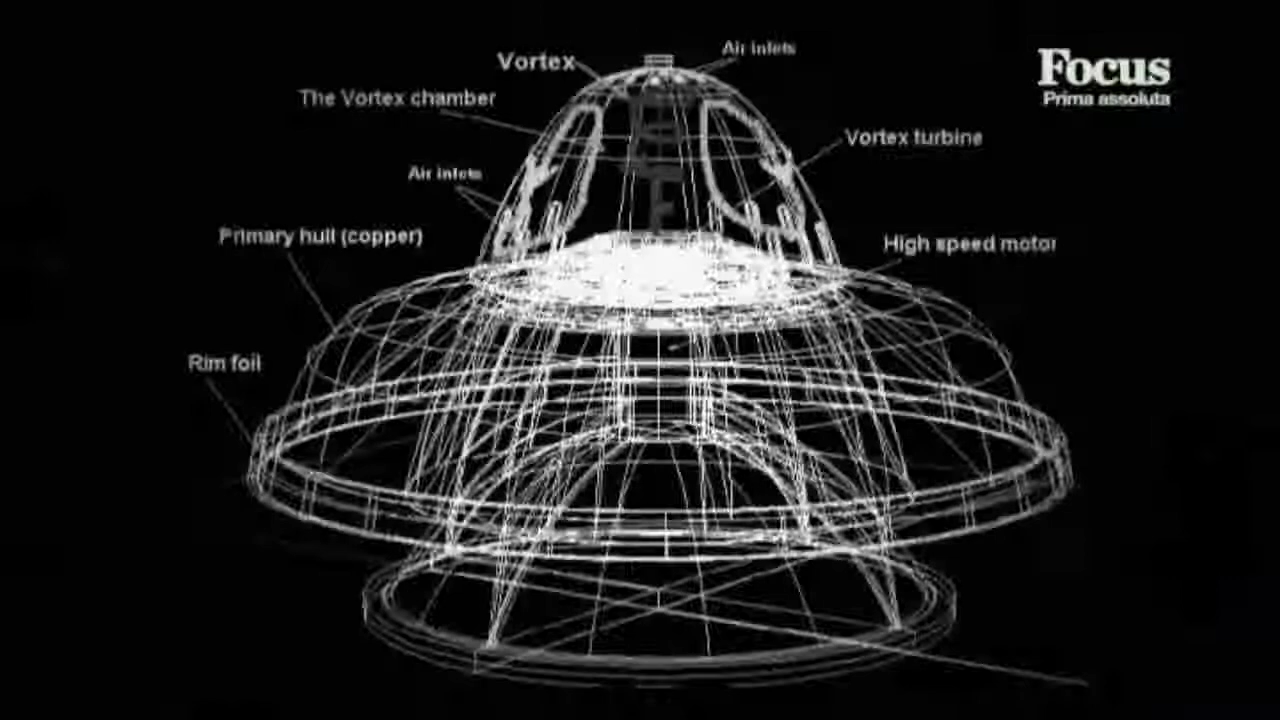 Vortex
Air inlets
Focus
Prima assoluta
The Vortex chamber
Vortex turbine
Air inlets
Primary hull (copper)
High speed motor
Rim foil